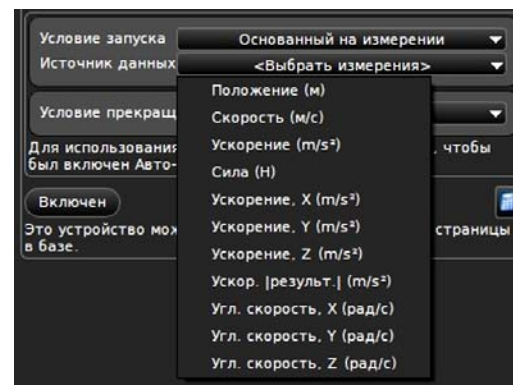 Условие запуска Основанный на измерении
Источник данных <Выбрать измерения>
Положение (м)
Скорость (м/с)
Ускорение (m/s²)
Сила (Н)
Ускорение, X (m/s²)
Ускорение, Y (m/s²)
Ускорение, Z (m/s²)
Ускор. |результ.| (m/s²)
Угл. скорость, X (рад/с)
Угл. скорость, Y (рад/с)
Угл. скорость, Z (рад/с)
Условие прекращ
Для использования , чтобы
был включен Авто-
Включен
Это устройство мож страницы
в базе.